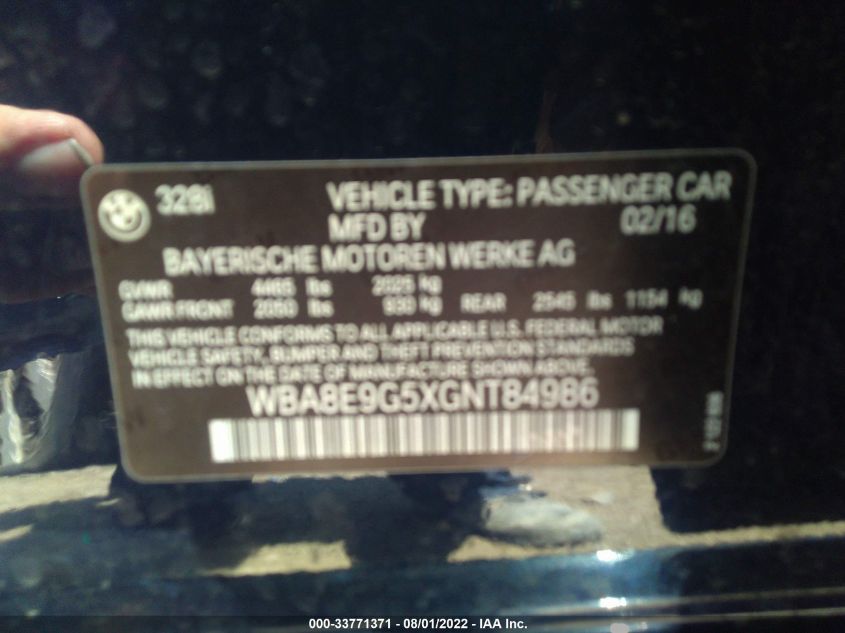 328i VEHICLE TYPE: PASSENGER CAR
MFD BY 02/16
BAYERISCHE MOTOREN WERKE AG
GVWR 4465 lbs 2025 kg
GAWR FRONT 2050 lbs 930 kg REAR 2545 lbs 1154 kg
THIS VEHICLE CONFORMS TO ALL APPLICABLE U.S. FEDERAL MOTOR
VEHICLE SAFETY, BUMPER AND THEFT PREVENTION STANDARDS
IN EFFECT ON THE DATE OF MANUFACTURE SHOWN ABOVE.
WBA8E9G5XGNT84986
000-33771371 - 08/01/2022 - IAA Inc.